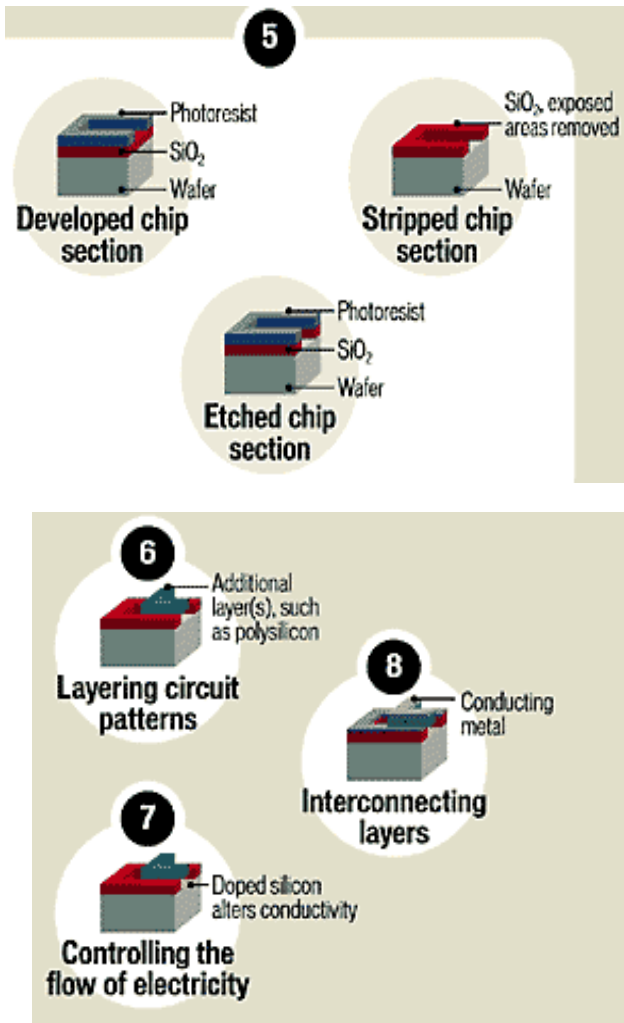 5
Photoresist
SiO₂
Wafer
Developed chip
section
SiO₂, exposed
areas removed
Wafer
Stripped chip
section
Photoresist
SiO₂
Wafer
Etched chip
section
6
Additional
layer(s), such
as polysilicon
Layering circuit
patterns
7
Doped silicon
alters conductivity
Controlling the
flow of electricity
8
Conducting
metal
Interconnecting
layers